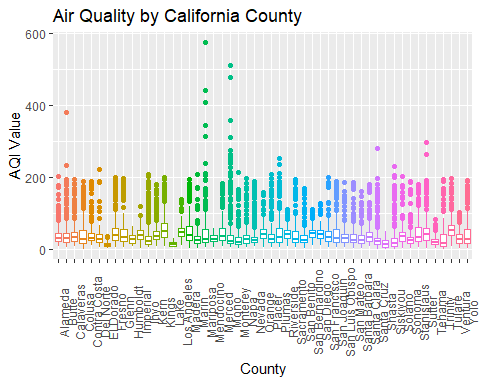 Air Quality by California County
AQI Value
600
400
200
0
Alameda
Butte
Calaveras
Colusa
Contra Costa
Del Norte
El Dorado
Fresno
Glenn
Humboldt
Imperial
Inyo
Kern
Kings
Lake
Los Angeles
Madera
Marin
Mariposa
Mendocino
Merced
Mono
Monterey
Napa
Nevada
Orange
Placer
Plumas
Riverside
Sacramento
San Benito
San Bernardino
San Diego
San Francisco
San Joaquin
San Luis Obispo
San Mateo
Santa Barbara
Santa Clara
Santa Cruz
Shasta
Siskiyou
Solano
Sonoma
Stanislaus
Sutter
Tehama
Trinity
Tulare
Ventura
Yolo
County